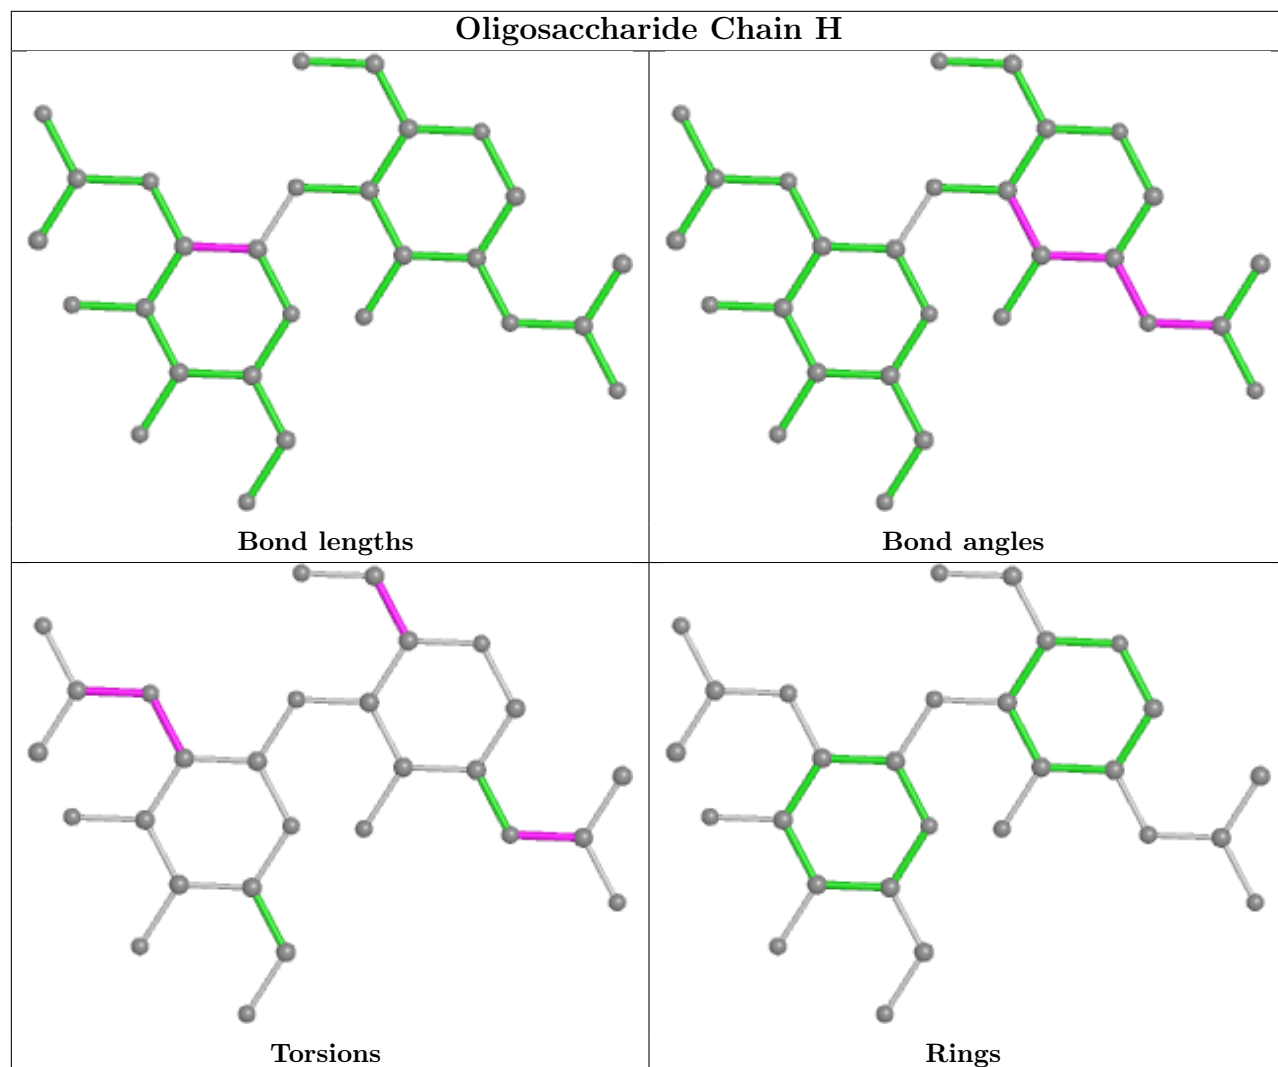 Oligosaccharide Chain H
Bond lengths
Bond angles
Torsions
Rings